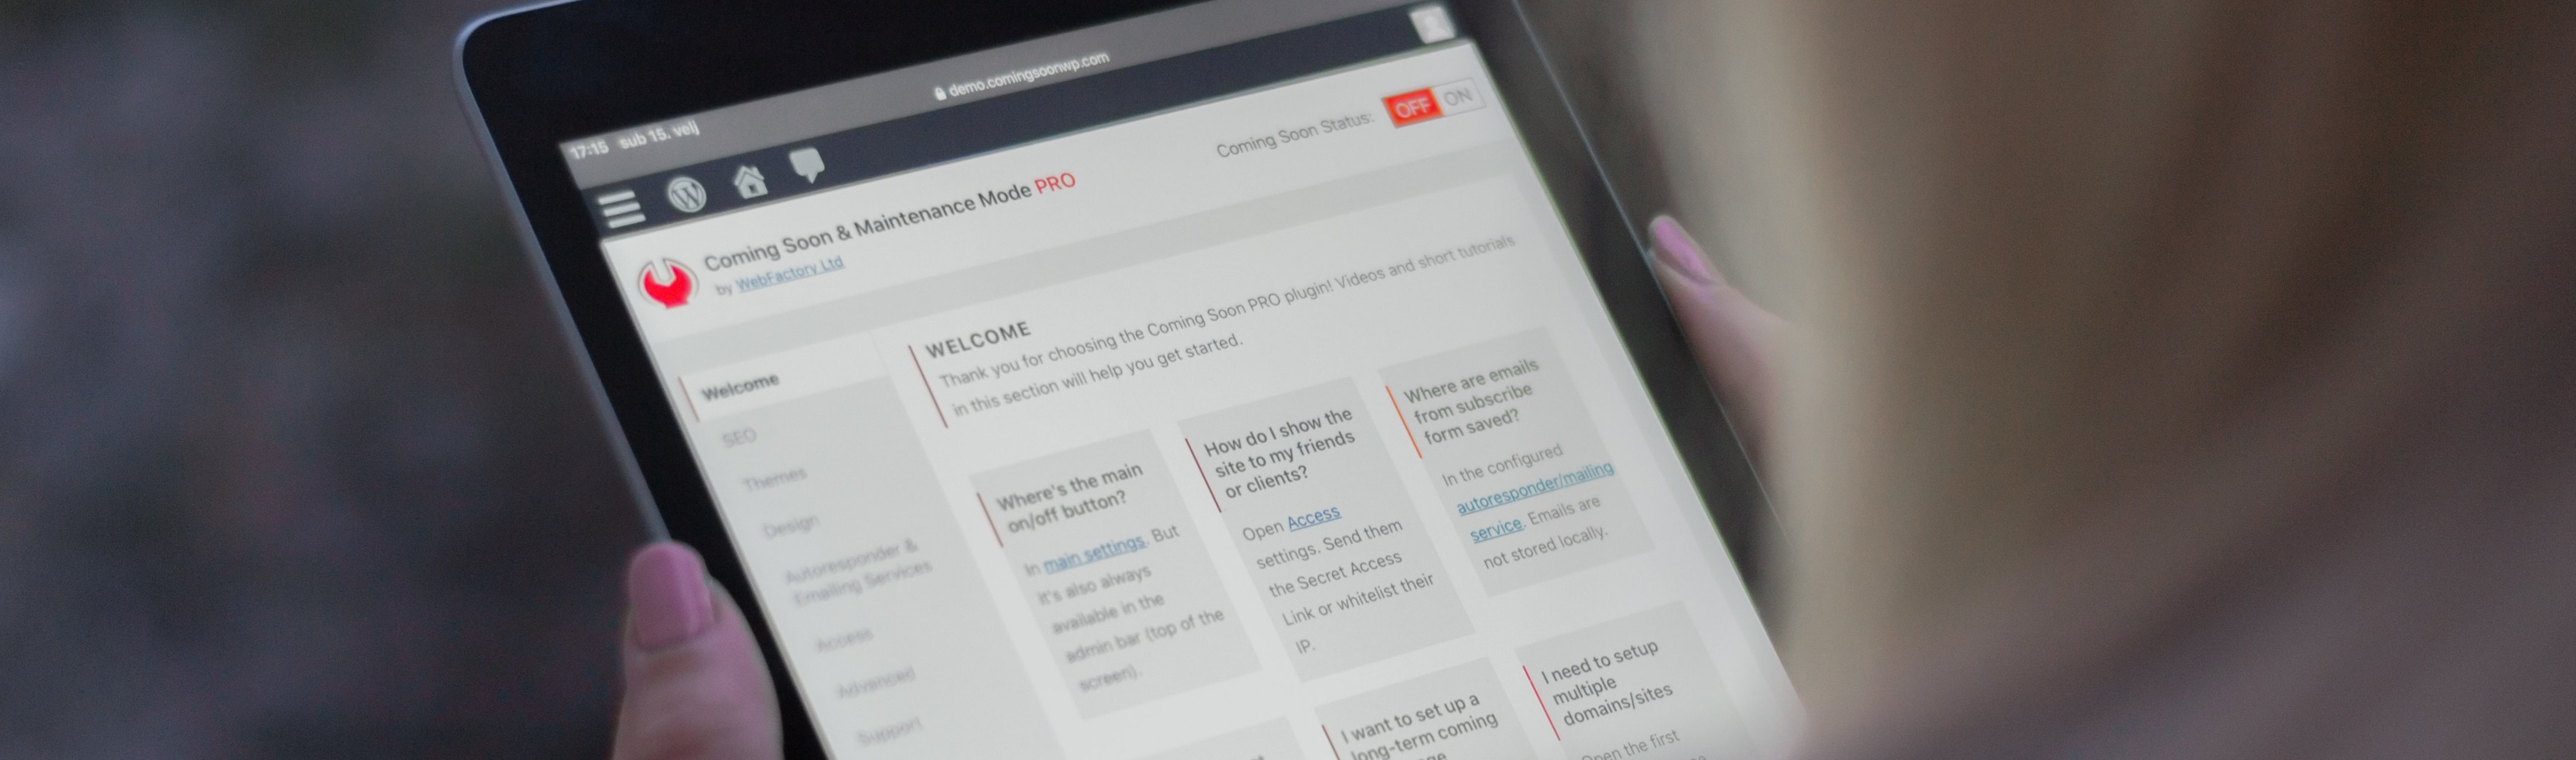 17:15 sub 15. velj
demo.comingsoonwp.com
Coming Soon & Maintenance Mode PRO
by WebFactory Ltd
Coming Soon Status: OFF ON
Welcome
SEO
Themes
Design
Autoresponder &
Emailing Services
Access
Advanced
Support
WELCOME
Thank you for choosing the Coming Soon PRO plugin! Videos and short tutorials
in this section will help you get started.
Where's the main
on/off button?
In main settings. But
it's also always
available in the
admin bar (top of the
screen).
How do I show the
site to my friends
or clients?
Open Access
settings. Send them
the Secret Access
Link or whitelist their
IP.
Where are emails
from subscribe
form saved?
In the configured
autoresponder/mailing
service. Emails are
not stored locally.
I want to set up a
long-term coming
I need to setup
multiple
domains/sites
Open the first